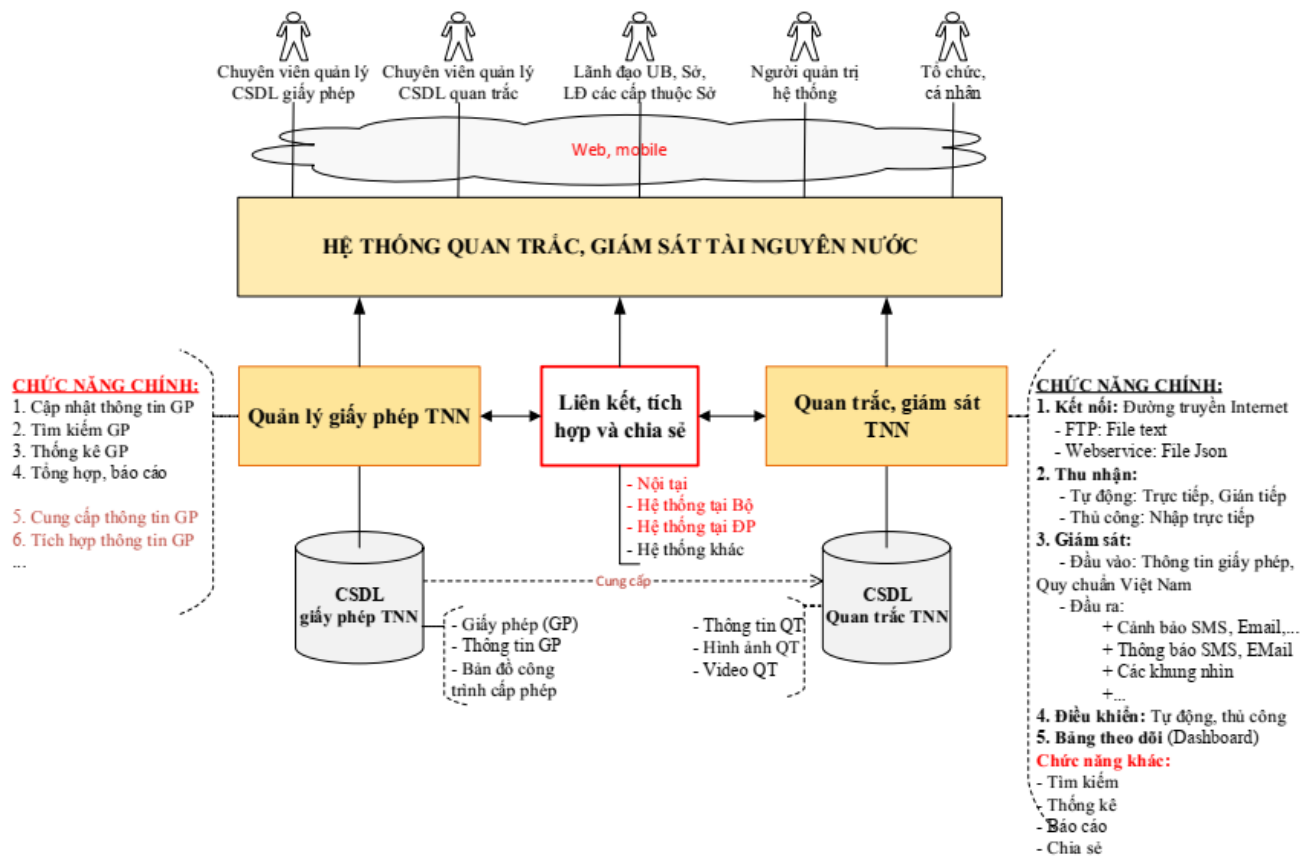 Chuyên viên quản lý
CSDL giấy phép
Chuyên viên quản lý
CSDL quan trắc
Lãnh đạo UB, Sở,
LĐ các cấp thuộc Sở
Người quản trị
hệ thống
Tổ chức,
cá nhân
Web, mobile
HỆ THỐNG QUAN TRẮC, GIÁM SÁT TÀI NGUYÊN NƯỚC
CHỨC NĂNG CHÍNH:
1. Cập nhật thông tin GP
2. Tìm kiếm GP
3. Thống kê GP
4. Tổng hợp, báo cáo
5. Cung cấp thông tin GP
6. Tích hợp thông tin GP
...
Quản lý giấy phép TNN
Liên kết, tích
hợp và chia sẻ
Quan trắc, giám sát
TNN
- Nội tại
- Hệ thống tại Bộ
- Hệ thống tại ĐP
- Hệ thống khác
Cung cấp
CSDL
giấy phép TNN
- Giấy phép (GP)
- Thông tin GP
- Bản đồ công
trình cấp phép
- Thông tin QT
- Hình ảnh QT
- Video QT
CSDL
Quan trắc TNN
CHỨC NĂNG CHÍNH:
1. Kết nối: Đường truyền Internet
- FTP: File text
- Webservice: File Json
2. Thu nhận:
- Tự động: Trực tiếp, Gián tiếp
- Thủ công: Nhập trực tiếp
3. Giám sát:
- Đầu vào: Thông tin giấy phép,
Quy chuẩn Việt Nam
- Đầu ra:
+ Cảnh bảo SMS, Email,...
+ Thông báo SMS, EMail
+ Các khung nhìn
+...
4. Điều khiển: Tự động, thủ công
5. Bảng theo dõi (Dashboard)
Chức năng khác:
- Tìm kiếm
- Thống kê
- Báo cáo
- Chia sẻ